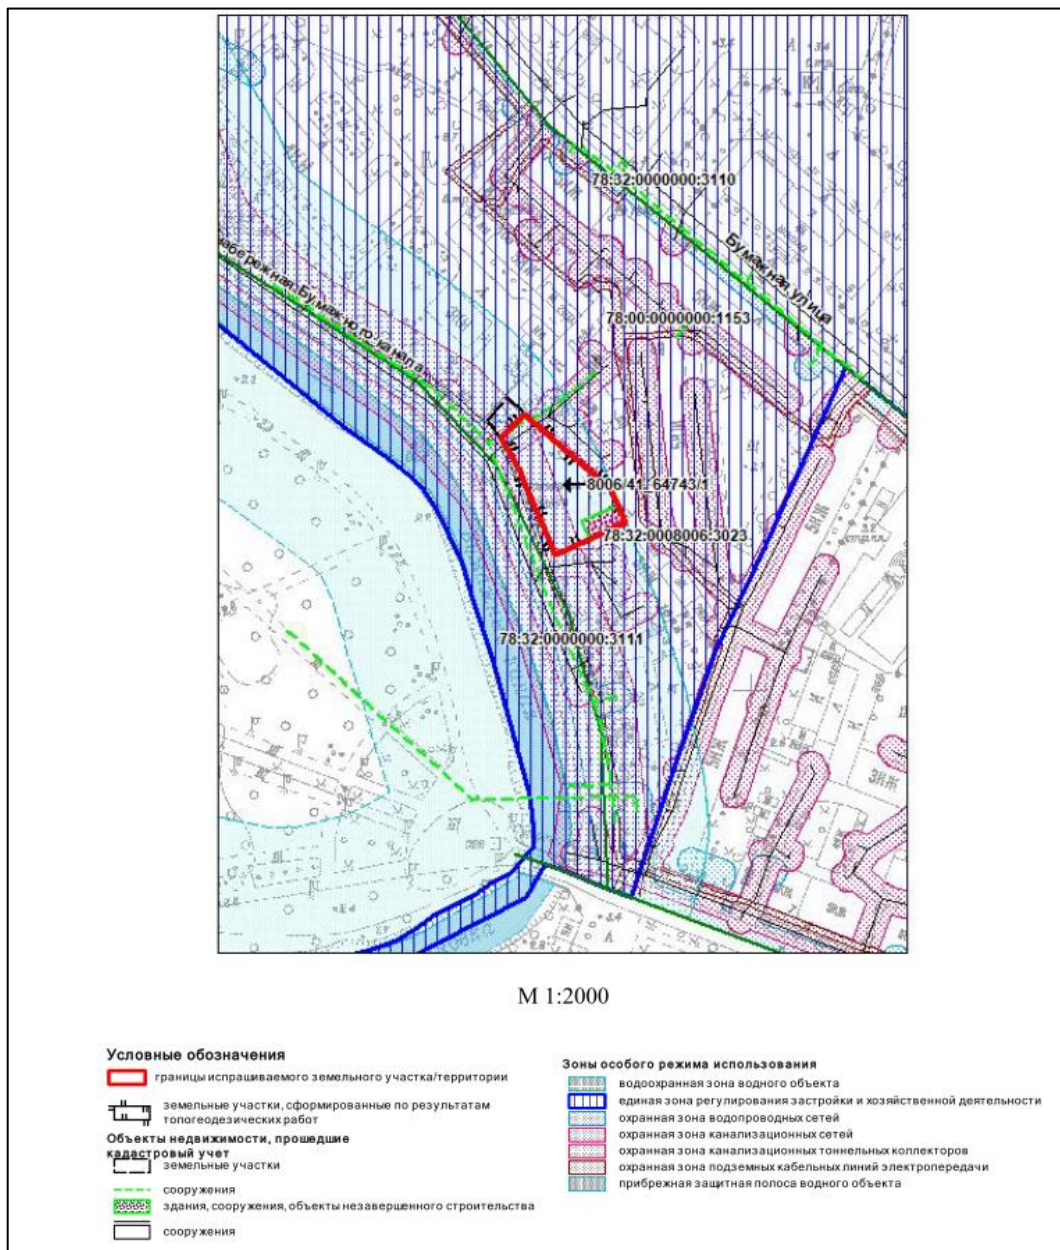 78:32:0000000:3110
Бумажная улица
набережная Бумажного канала
78:00:0000000:1153
8006/41_64743/1
78:32:0008006:3023
78:32:0000000:3111
М 1:2000
Условные обозначения
границы испрашиваемого земельного участка/территории
земельные участки, сформированные по результатам
топогеодезических работ
Объекты недвижимости, прошедшие
кадастровый учет
земельные участки
сооружения
здания, сооружения, объекты незавершенного строительства
сооружения
Зоны особого режима использования
водоохранная зона водного объекта
единая зона регулирования застройки и хозяйственной деятельности
охранная зона водопроводных сетей
охранная зона канализационных сетей
охранная зона канализационных тоннельных коллекторов
охранная зона подземных кабельных линий электропередачи
прибрежная защитная полоса водного объекта